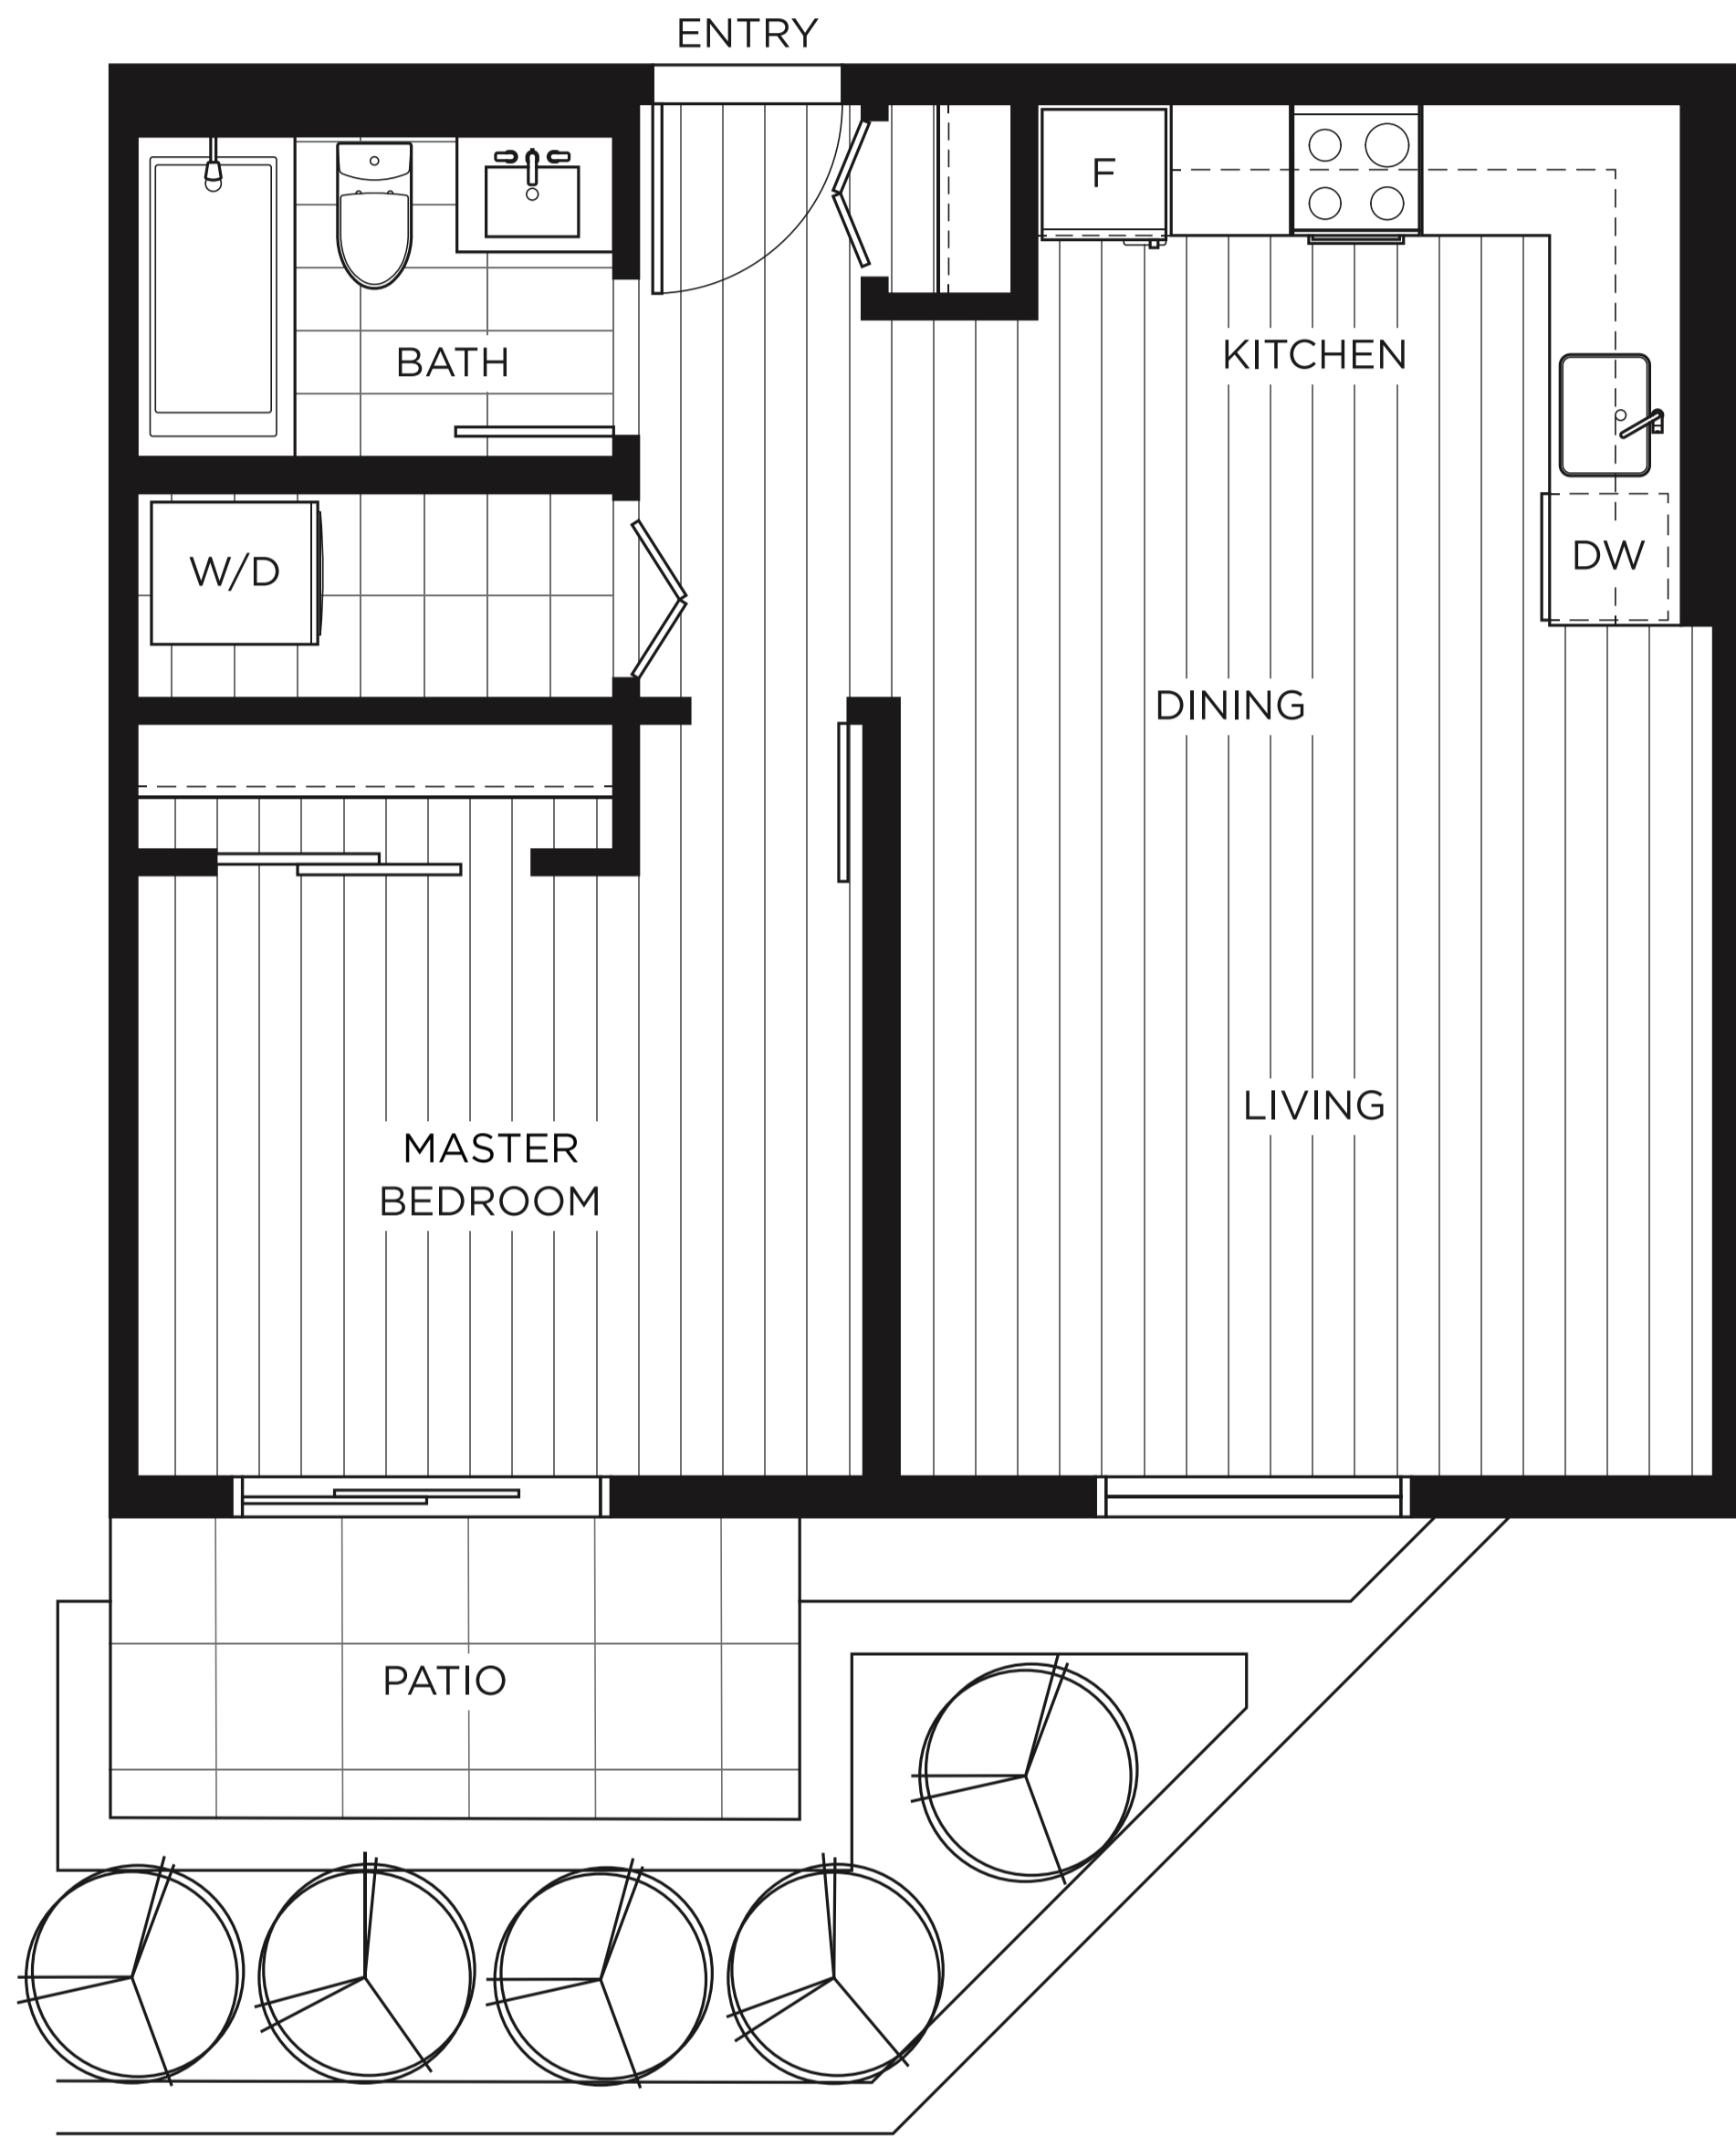 ENTRY
F
BATH
KITCHEN
W/D
DW
DINING
LIVING
MASTER
BEDROOM
PATIO